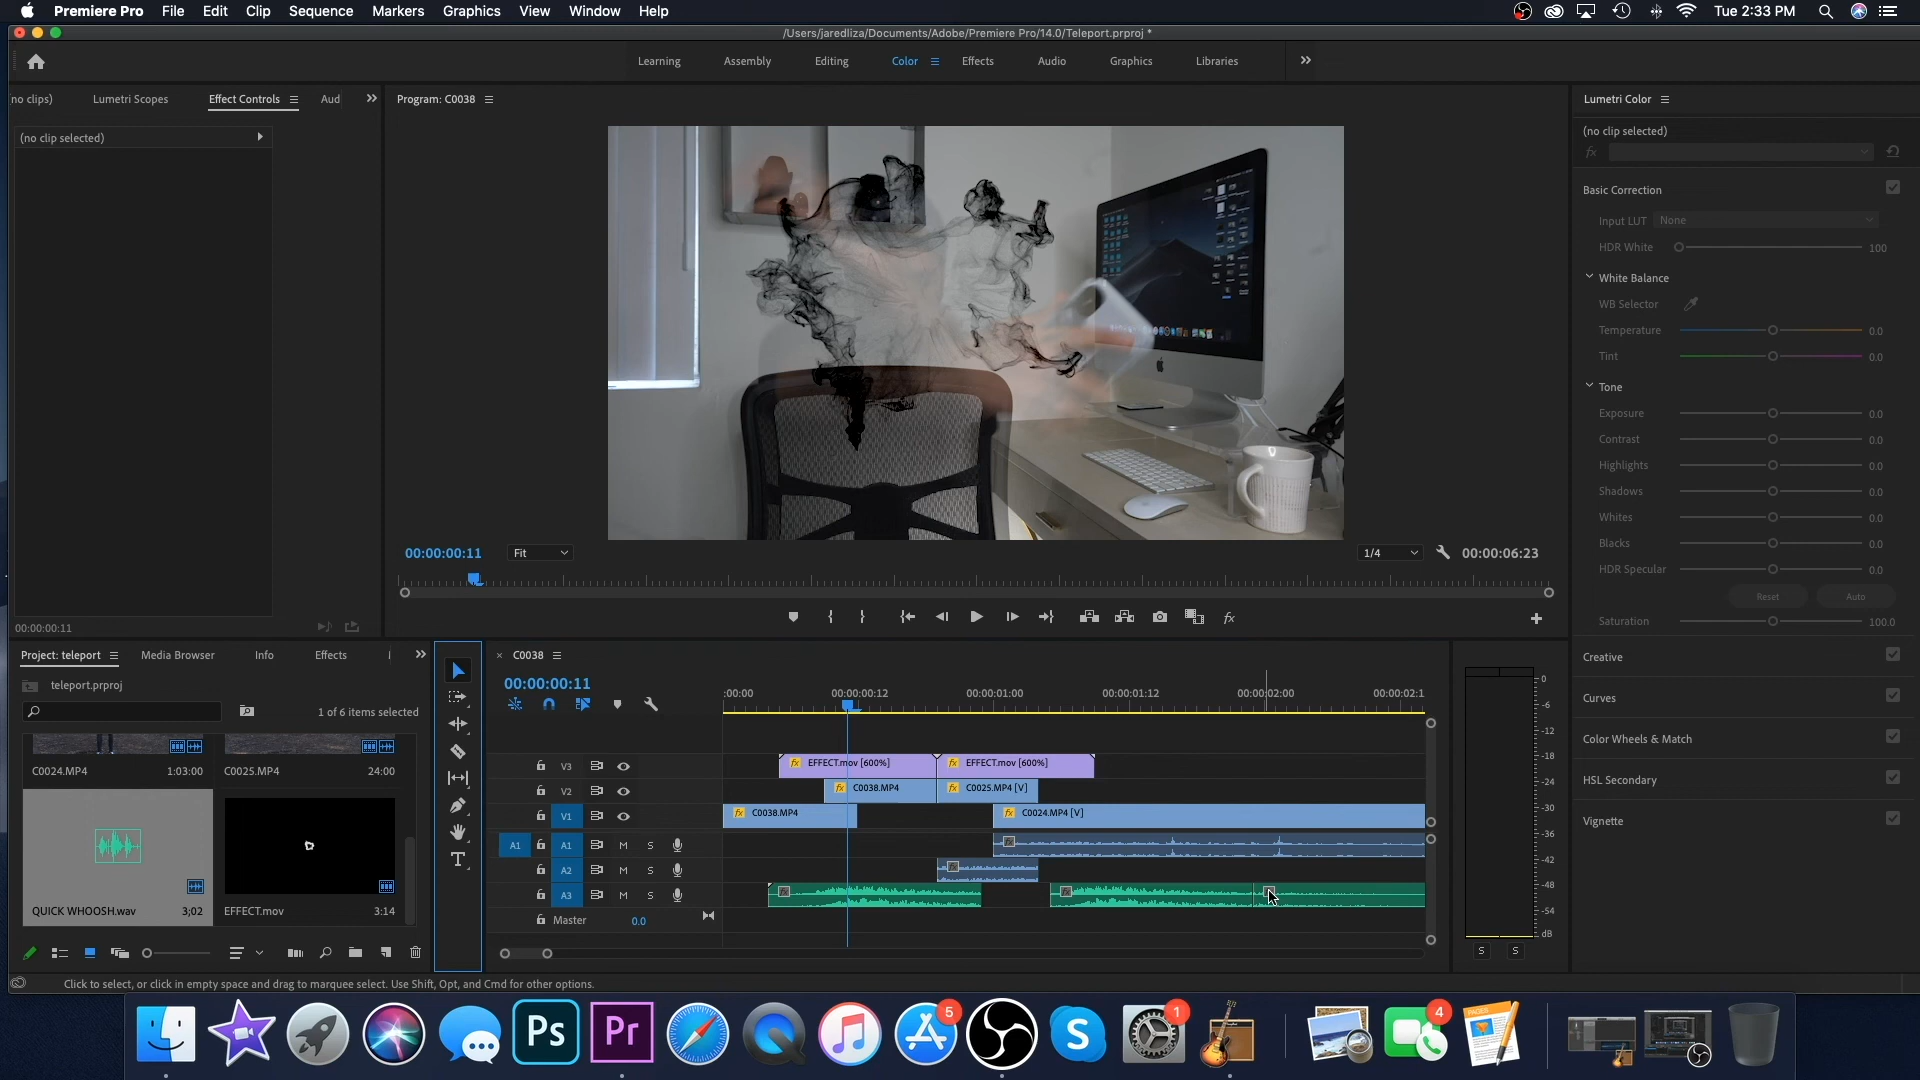 Premiere Pro File Edit Clip Sequence Markers Graphics View Window Help Tue 2:33 PM
/Users/jaredliza/Documents/Adobe/Premiere Pro/14.0/Teleport.prproj *
Learning Assembly Editing Color Effects Audio Graphics Libraries
no clips) Lumetri Scopes Effect Controls Aud
Program: C0038
Lumetri Color
(no clip selected)
(no clip selected)
fx
Basic Correction
Input LUT None
HDR White 100
White Balance
WB Selector
Temperature 0.0
Tint 0.0
Tone
Exposure 0.0
Contrast 0.0
Highlights 0.0
Shadows 0.0
Whites 0.0
Blacks 0.0
HDR Specular 0.0
Reset Auto
Saturation 100.0
Creative
Curves
Color Wheels & Match
HSL Secondary
Vignette
00:00:00:11 Fit 1/4 00:00:06:23
fx
00:00:00:11
Project: teleport Media Browser Info Effects
teleport.prproj
1 of 6 items selected
C0024.MP4 1:03:00 C0025.MP4 24:00
QUICK WHOOSH.wav 3;02 EFFECT.mov 3:14
T
× C0038
00:00:00:11
:00:00 00:00:00:12 00:00:01:00 00:00:01:12 00:00:02:00 00:00:02:1
V3 fx EFFECT.mov [600%] fx EFFECT.mov [600%]
V2 fx C0038.MP4 fx C0025.MP4 [V]
V1 fx C0038.MP4 fx C0024.MP4 [V]
A1 A1 M S
A2 M S
A3 M S
Master 0.0
0
-6
-12
-18
-24
-30
-36
-42
-48
-54
dB
S S
Click to select, or click in empty space and drag to marquee select. Use Shift, Opt, and Cmd for other options.
Ps Pr 5 S 1 4 PAGES